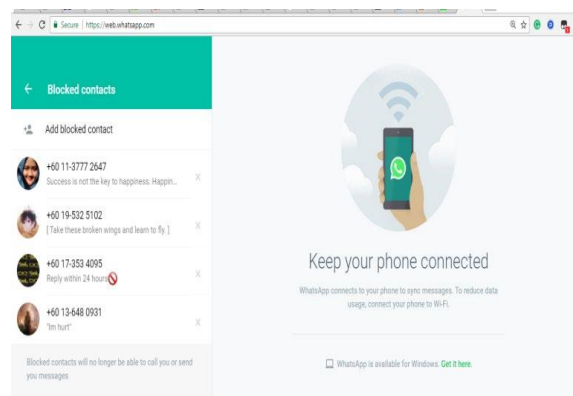 Secure | https://web.whatsapp.com
Blocked contacts
Add blocked contact
+60 11-3777 2647
Success is not the key to happiness. Happin...
+60 19-532 5102
[ Take these broken wings and learn to fly. ]
+60 17-353 4095
Reply within 24 hours🚫
+60 13-648 0931
"Im hurt"
Blocked contacts will no longer be able to call you or send
you messages
Keep your phone connected
WhatsApp connects to your phone to sync messages. To reduce data
usage, connect your phone to Wi-Fi.
WhatsApp is available for Windows. Get it here.